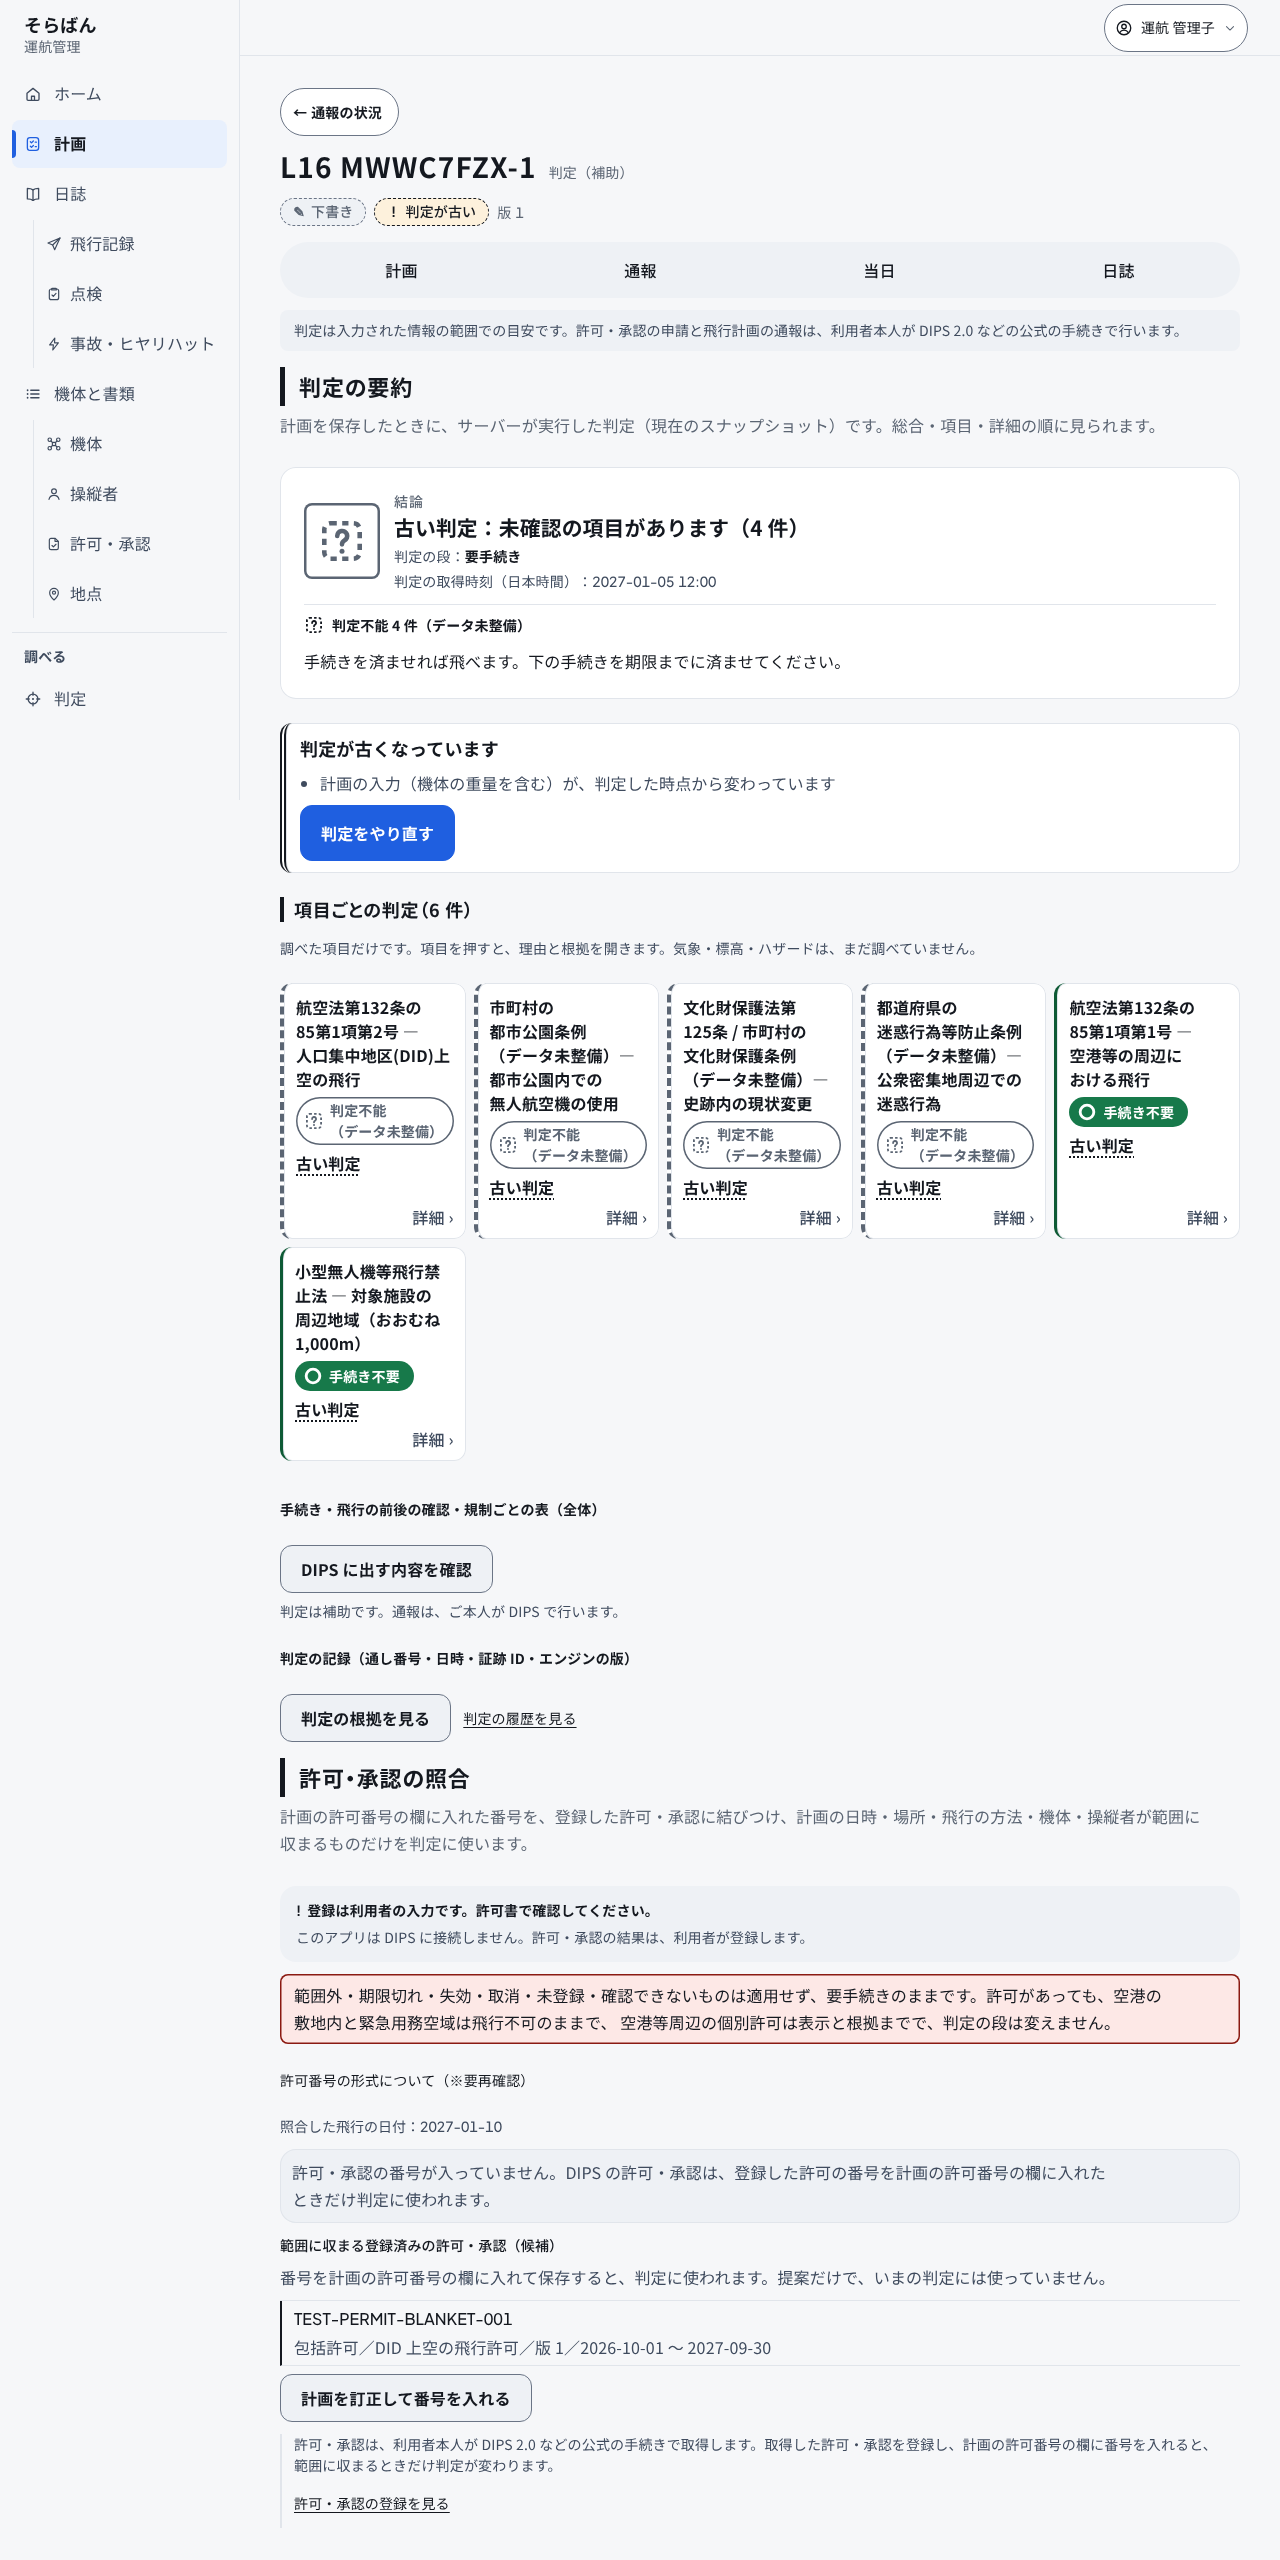 そらばん
運航管理
運航 管理子
ホーム
計画
日誌
飛行記録
点検
事故・ヒヤリハット
機体と書類
機体
操縦者
許可・承認
地点
調べる
判定
← 通報の状況
L16 MWWC7FZX-1 判定（補助）
✎ 下書き ! 判定が古い 版 1
計画 通報 当日 日誌
判定は入力された情報の範囲での目安です。許可・承認の申請と飛行計画の通報は、利用者本人が DIPS 2.0 などの公式の手続きで行います。
判定の要約
計画を保存したときに、サーバーが実行した判定（現在のスナップショット）です。総合・項目・詳細の順に見られます。
結論
古い判定：未確認の項目があります（4 件）
判定の段：要手続き
判定の取得時刻（日本時間）：2027-01-05 12:00
判定不能 4 件（データ未整備）
手続きを済ませれば飛べます。下の手続きを期限までに済ませてください。
判定が古くなっています
• 計画の入力（機体の重量を含む）が、判定した時点から変わっています
判定をやり直す
項目ごとの判定（6 件）
調べた項目だけです。項目を押すと、理由と根拠を開きます。気象・標高・ハザードは、まだ調べていません。
航空法第132条の
85第1項第2号 —
人口集中地区(DID)上
空の飛行
判定不能
（データ未整備）
古い判定
詳細 ›
市町村の
都市公園条例
（データ未整備）—
都市公園内での
無人航空機の使用
判定不能
（データ未整備）
古い判定
詳細 ›
文化財保護法第
125条 / 市町村の
文化財保護条例
（データ未整備）—
史跡内の現状変更
判定不能
（データ未整備）
古い判定
詳細 ›
都道府県の
迷惑行為等防止条例
（データ未整備）—
公衆密集地周辺での
迷惑行為
判定不能
（データ未整備）
古い判定
詳細 ›
航空法第132条の
85第1項第1号 —
空港等の周辺に
おける飛行
手続き不要
古い判定
詳細 ›
小型無人機等飛行禁
止法 — 対象施設の
周辺地域（おおむね
1,000m）
手続き不要
古い判定
詳細 ›
手続き・飛行の前後の確認・規制ごとの表（全体）
DIPS に出す内容を確認
判定は補助です。通報は、ご本人が DIPS で行います。
判定の記録（通し番号・日時・証跡 ID・エンジンの版）
判定の根拠を見る 判定の履歴を見る
許可・承認の照合
計画の許可番号の欄に入れた番号を、登録した許可・承認に結びつけ、計画の日時・場所・飛行の方法・機体・操縦者が範囲に
収まるものだけを判定に使います。
! 登録は利用者の入力です。許可書で確認してください。
このアプリは DIPS に接続しません。許可・承認の結果は、利用者が登録します。
範囲外・期限切れ・失効・取消・未登録・確認できないものは適用せず、要手続きのままです。許可があっても、空港の
敷地内と緊急用務空域は飛行不可のままで、 空港等周辺の個別許可は表示と根拠までで、判定の段は変えません。
許可番号の形式について（※要再確認）
照合した飛行の日付：2027-01-10
許可・承認の番号が入っていません。DIPS の許可・承認は、登録した許可の番号を計画の許可番号の欄に入れた
ときだけ判定に使われます。
範囲に収まる登録済みの許可・承認（候補）
番号を計画の許可番号の欄に入れて保存すると、判定に使われます。提案だけで、いまの判定には使っていません。
TEST-PERMIT-BLANKET-001
包括許可／DID 上空の飛行許可／版 1／2026-10-01 〜 2027-09-30
計画を訂正して番号を入れる
許可・承認は、利用者本人が DIPS 2.0 などの公式の手続きで取得します。取得した許可・承認を登録し、計画の許可番号の欄に番号を入れると、
範囲に収まるときだけ判定が変わります。
許可・承認の登録を見る